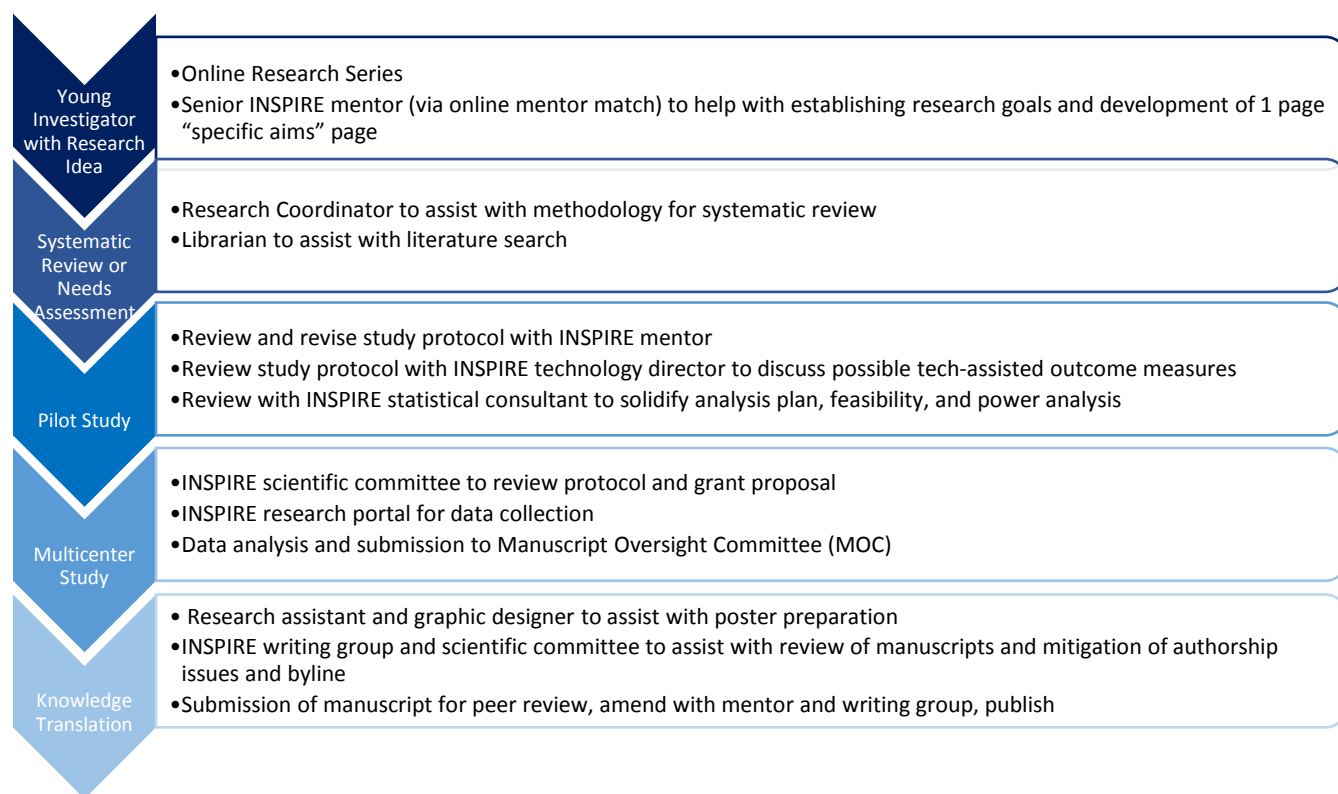 Young
Investigator
with Research
Idea
•Online Research Series
•Senior INSPIRE mentor (via online mentor match) to help with establishing research goals and development of 1 page
“specific aims” page
Systematic
Review or
Needs
Assessment
•Research Coordinator to assist with methodology for systematic review
•Librarian to assist with literature search
Pilot Study
•Review and revise study protocol with INSPIRE mentor
•Review study protocol with INSPIRE technology director to discuss possible tech-assisted outcome measures
•Review with INSPIRE statistical consultant to solidify analysis plan, feasibility, and power analysis
Multicenter
Study
•INSPIRE scientific committee to review protocol and grant proposal
•INSPIRE research portal for data collection
•Data analysis and submission to Manuscript Oversight Committee (MOC)
Knowledge
Translation
• Research assistant and graphic designer to assist with poster preparation
•INSPIRE writing group and scientific committee to assist with review of manuscripts and mitigation of authorship
issues and byline
•Submission of manuscript for peer review, amend with mentor and writing group, publish